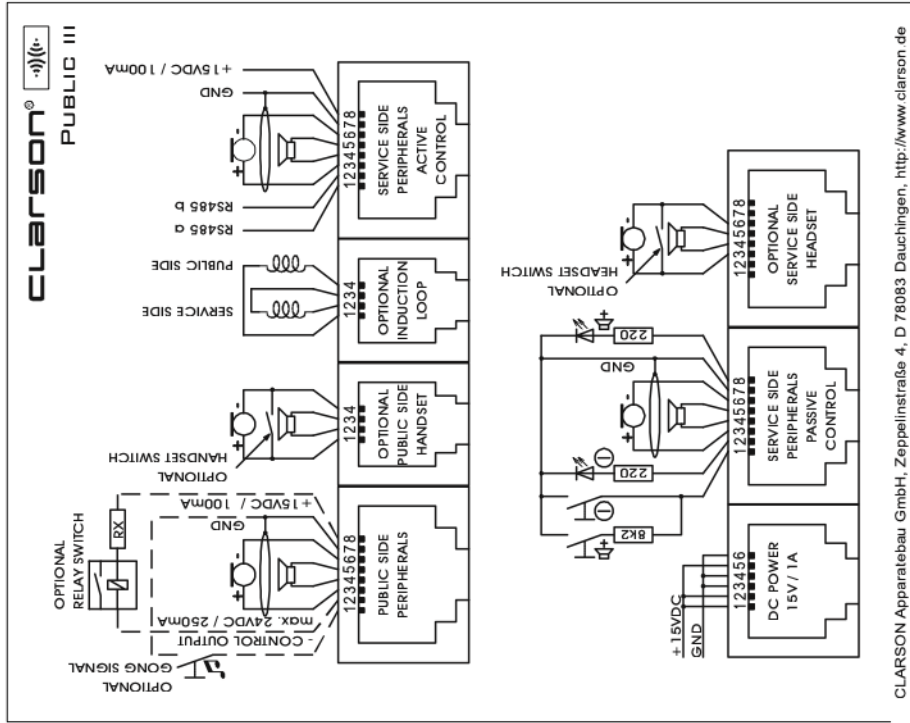 CLARSON®
PUBLIC III
OPTIONAL
RELAY SWITCH
RX
OPTIONAL
GONG SIGNAL
- CONTROL OUTPUT
max. 24VDC / 250mA
GND
+15VDC / 100mA
+
-
12345678
PUBLIC SIDE
PERIPHERALS
OPTIONAL
HANDSET SWITCH
+
-
1234
OPTIONAL
PUBLIC SIDE
HANDSET
SERVICE SIDE
PUBLIC SIDE
1234
OPTIONAL
INDUCTION
LOOP
RS485 a
RS485 b
+
-
GND
+15VDC / 100mA
12345678
SERVICE SIDE
PERIPHERALS
ACTIVE
CONTROL
+15VDC
GND
123456
DC POWER
15V / 1A
8K2
220
+
-
GND
220
+
12345678
SERVICE SIDE
PERIPHERALS
PASSIVE
CONTROL
OPTIONAL
HEADSET SWITCH
+
-
12345678
OPTIONAL
SERVICE SIDE
HEADSET
CLARSON Apparatebau GmbH, Zeppelinstraße 4, D 78083 Dauchingen, http://www.clarson.de